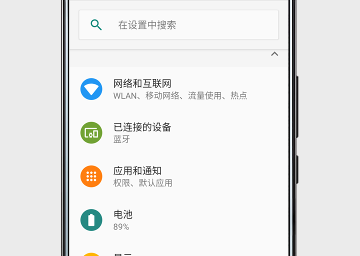 在设置中搜索
网络和互联网
WLAN、移动网络、流量使用、热点
已连接的设备
蓝牙
应用和通知
权限、默认应用
电池
89%